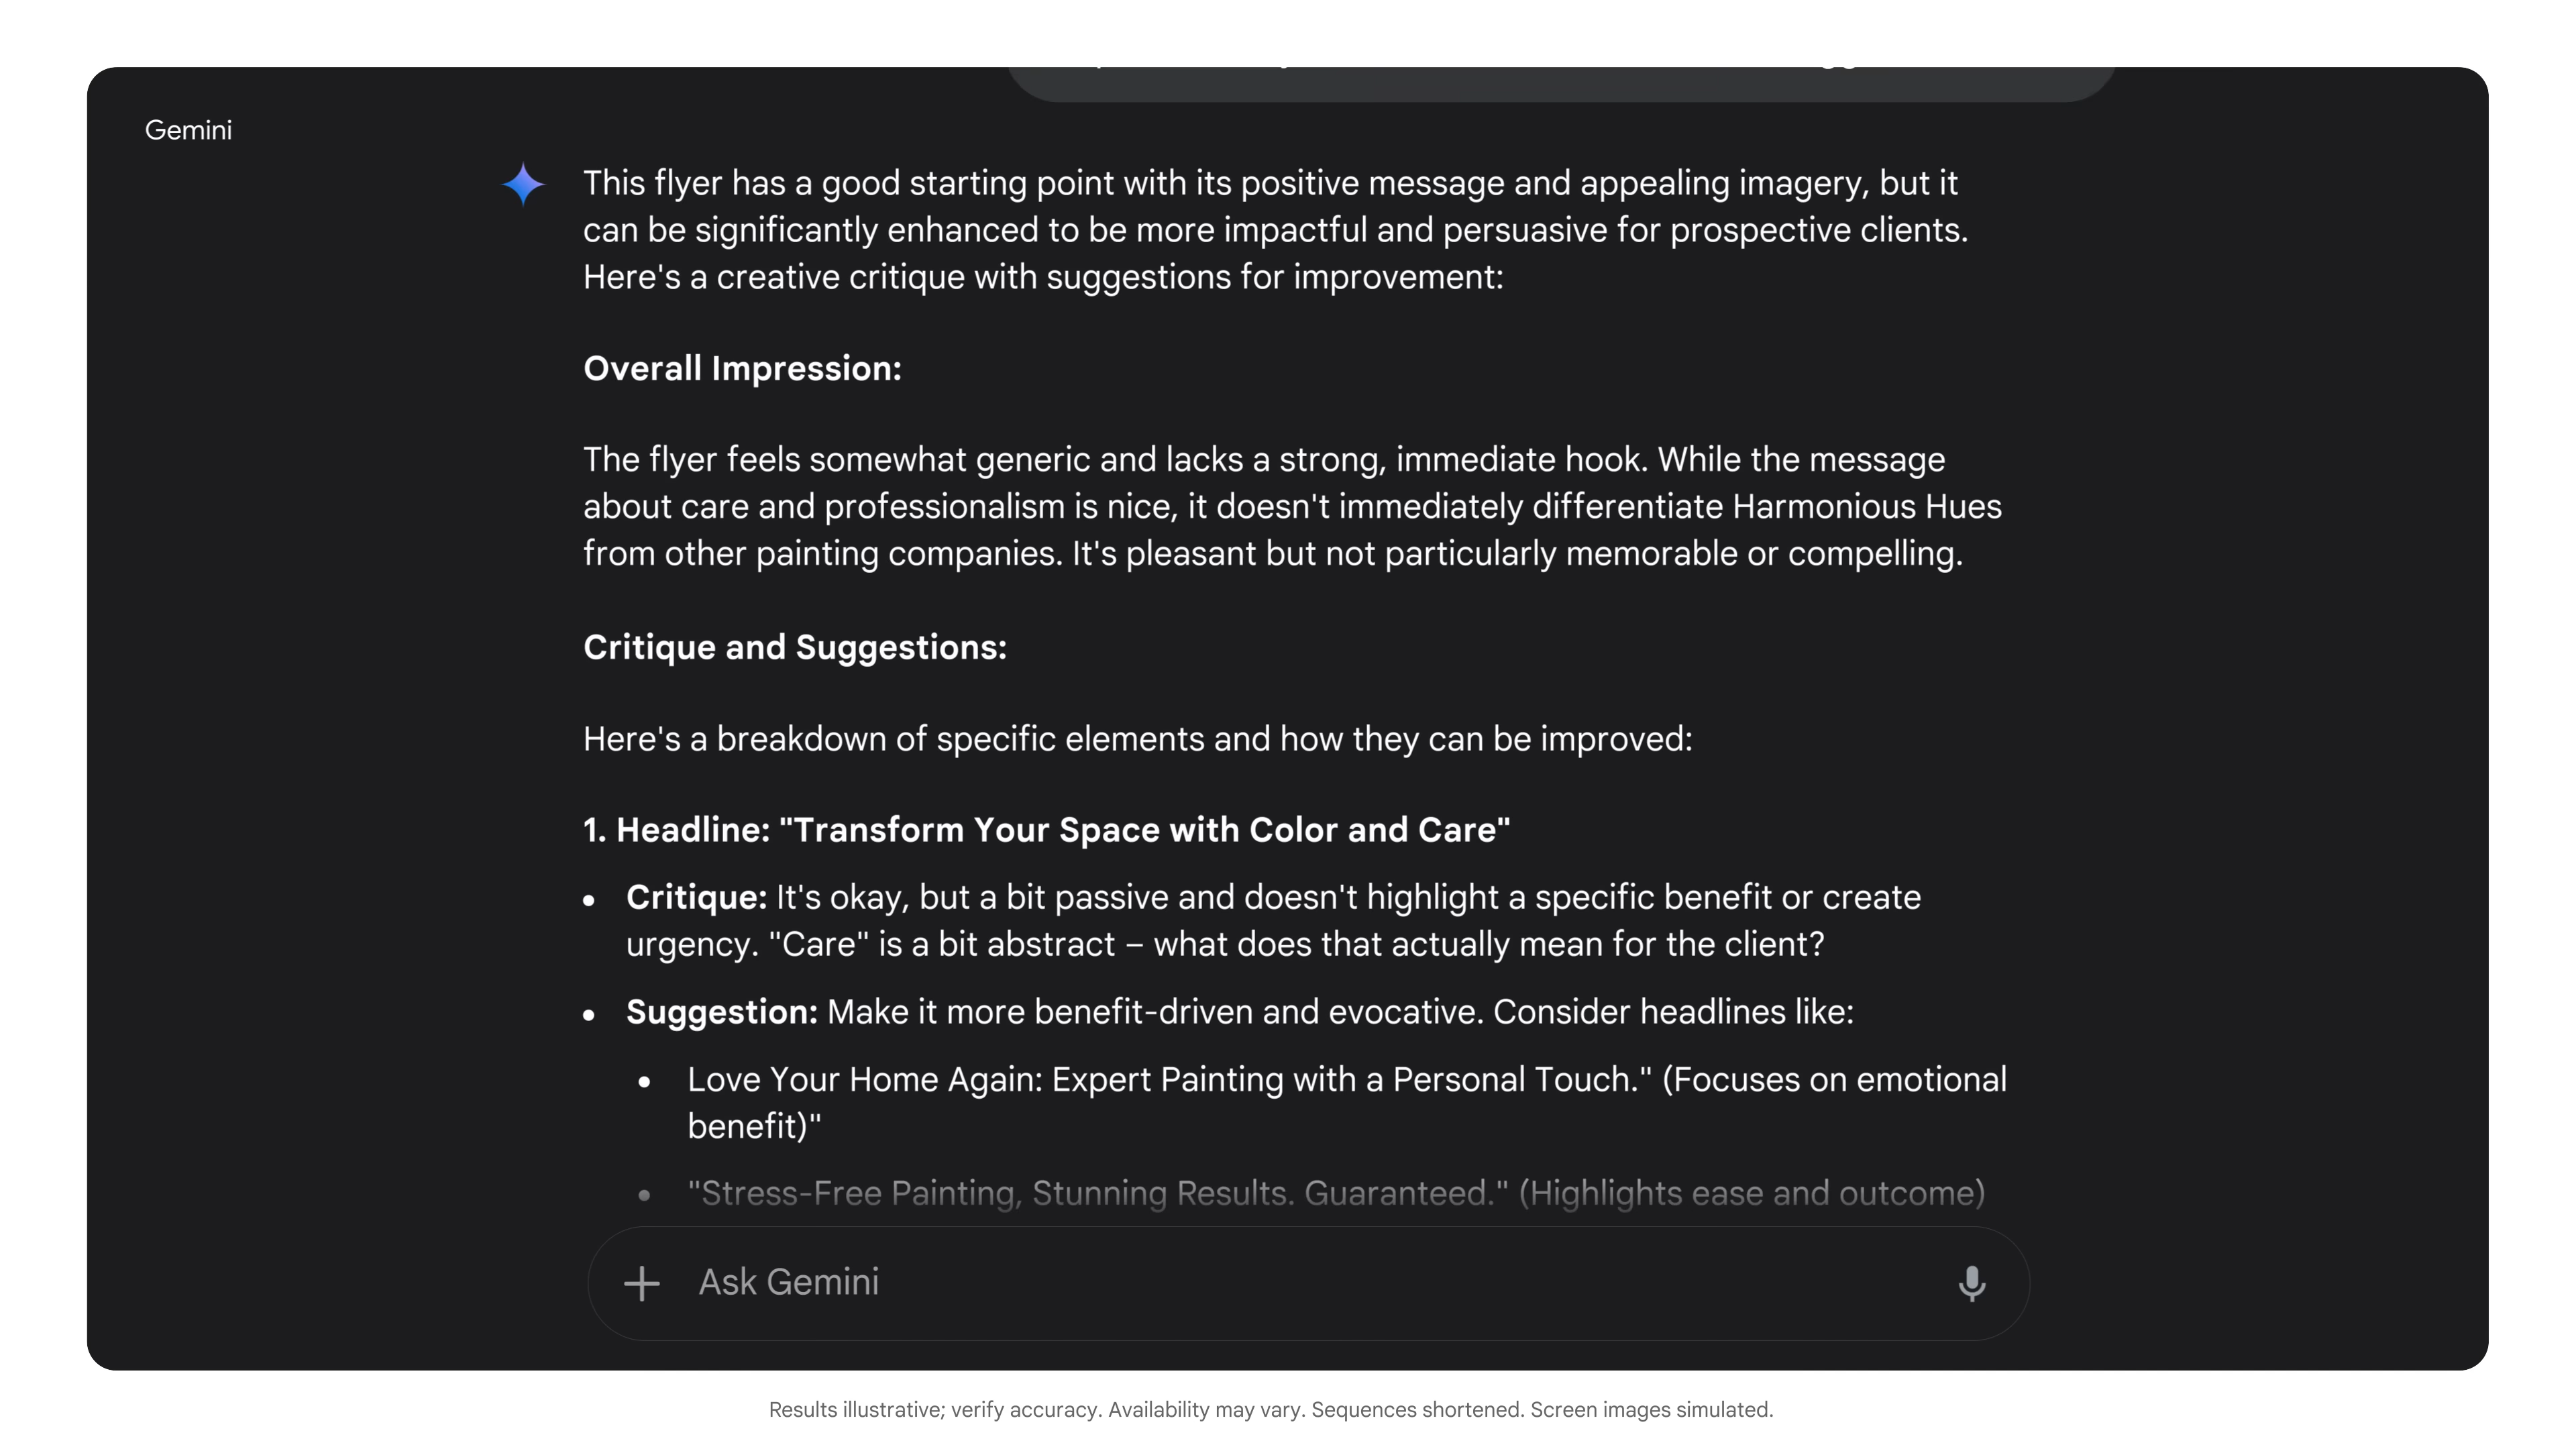 Gemini
This flyer has a good starting point with its positive message and appealing imagery, but it
can be significantly enhanced to be more impactful and persuasive for prospective clients.
Here's a creative critique with suggestions for improvement:
Overall Impression:
The flyer feels somewhat generic and lacks a strong, immediate hook. While the message
about care and professionalism is nice, it doesn't immediately differentiate Harmonious Hues
from other painting companies. It's pleasant but not particularly memorable or compelling.
Critique and Suggestions:
Here's a breakdown of specific elements and how they can be improved:
1. Headline: "Transform Your Space with Color and Care"
• Critique: It's okay, but a bit passive and doesn't highlight a specific benefit or create
urgency. "Care" is a bit abstract – what does that actually mean for the client?
• Suggestion: Make it more benefit-driven and evocative. Consider headlines like:
• Love Your Home Again: Expert Painting with a Personal Touch." (Focuses on emotional
benefit)"
• "Stress-Free Painting, Stunning Results. Guaranteed." (Highlights ease and outcome)
Ask Gemini
Results illustrative; verify accuracy. Availability may vary. Sequences shortened. Screen images simulated.